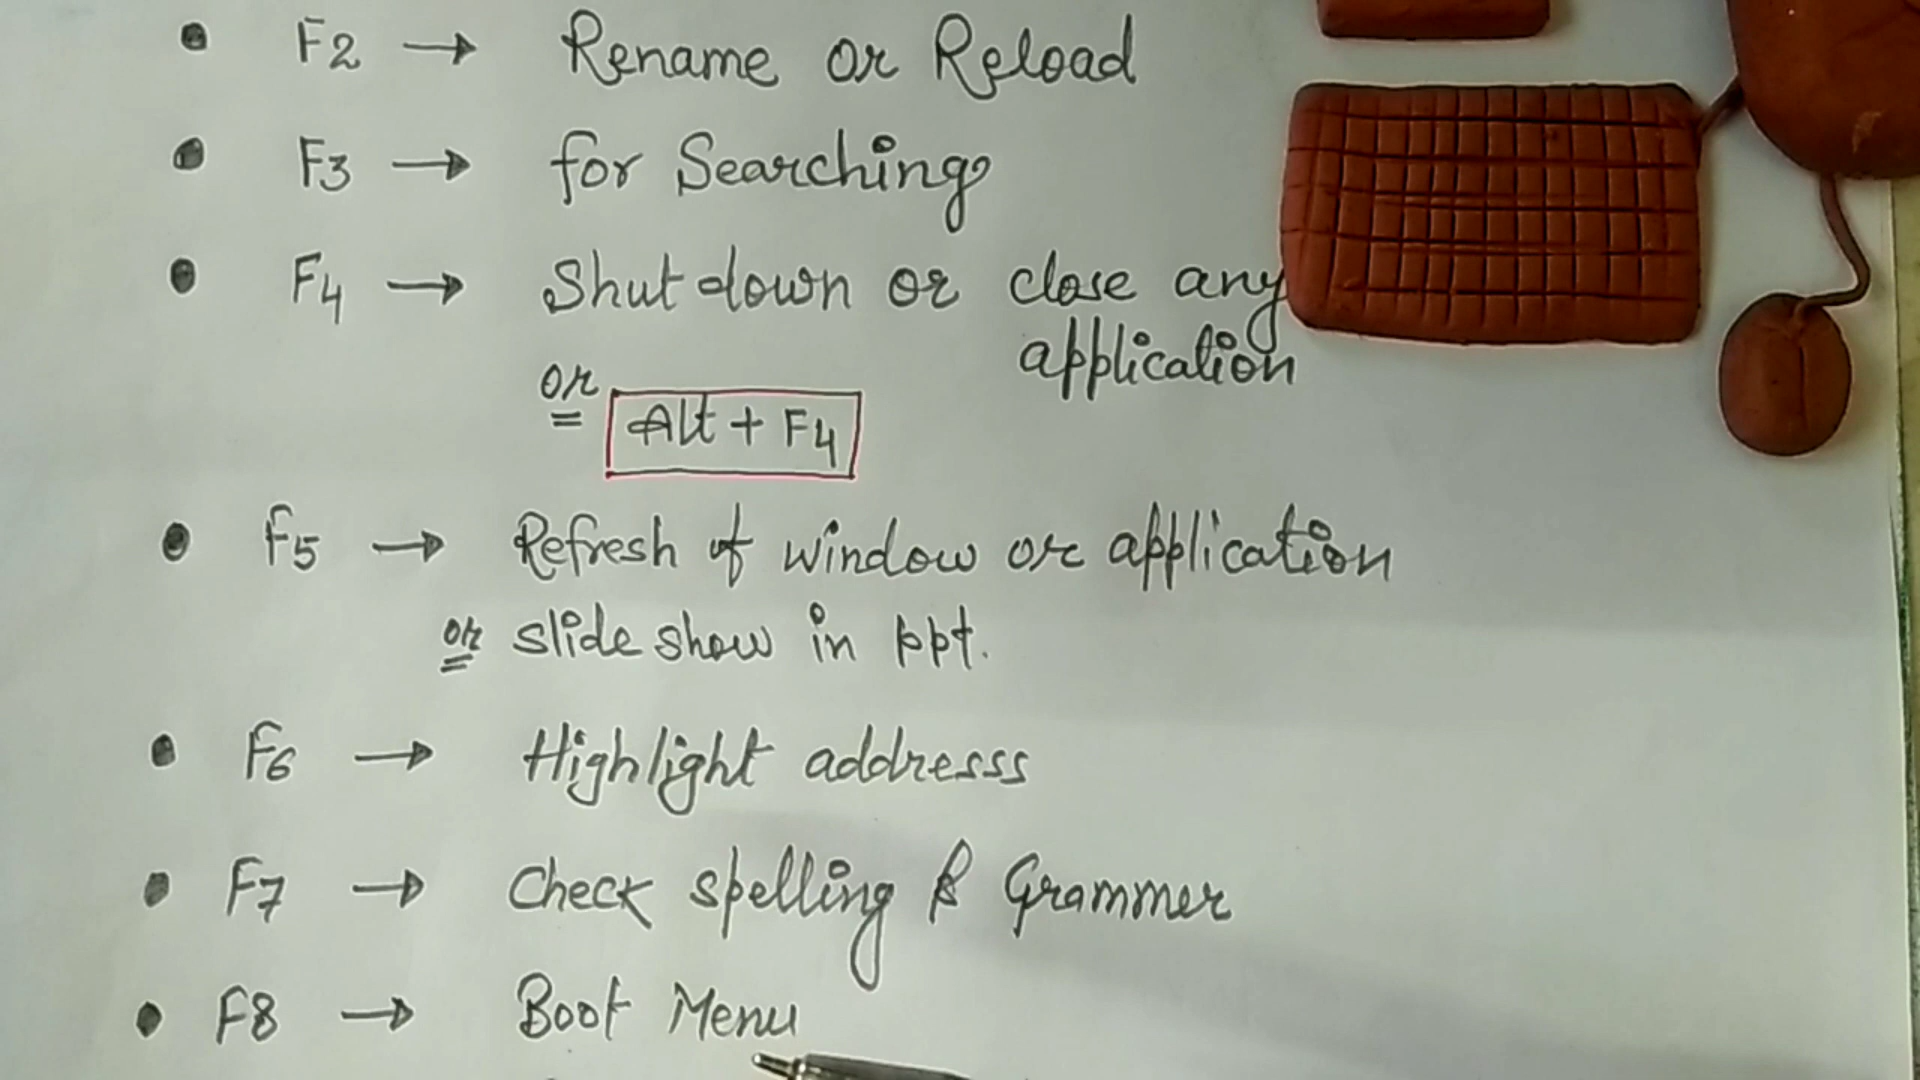 • F2 → Rename or Reload
• F3 → for Searching
• F4 → Shut down or close any
application
or Alt + F4
• F5 → Refresh of window or application
or slide show in ppt.
• F6 → Highlight addresss
• F7 → Check spelling & Grammer
• F8 → Boot Menu